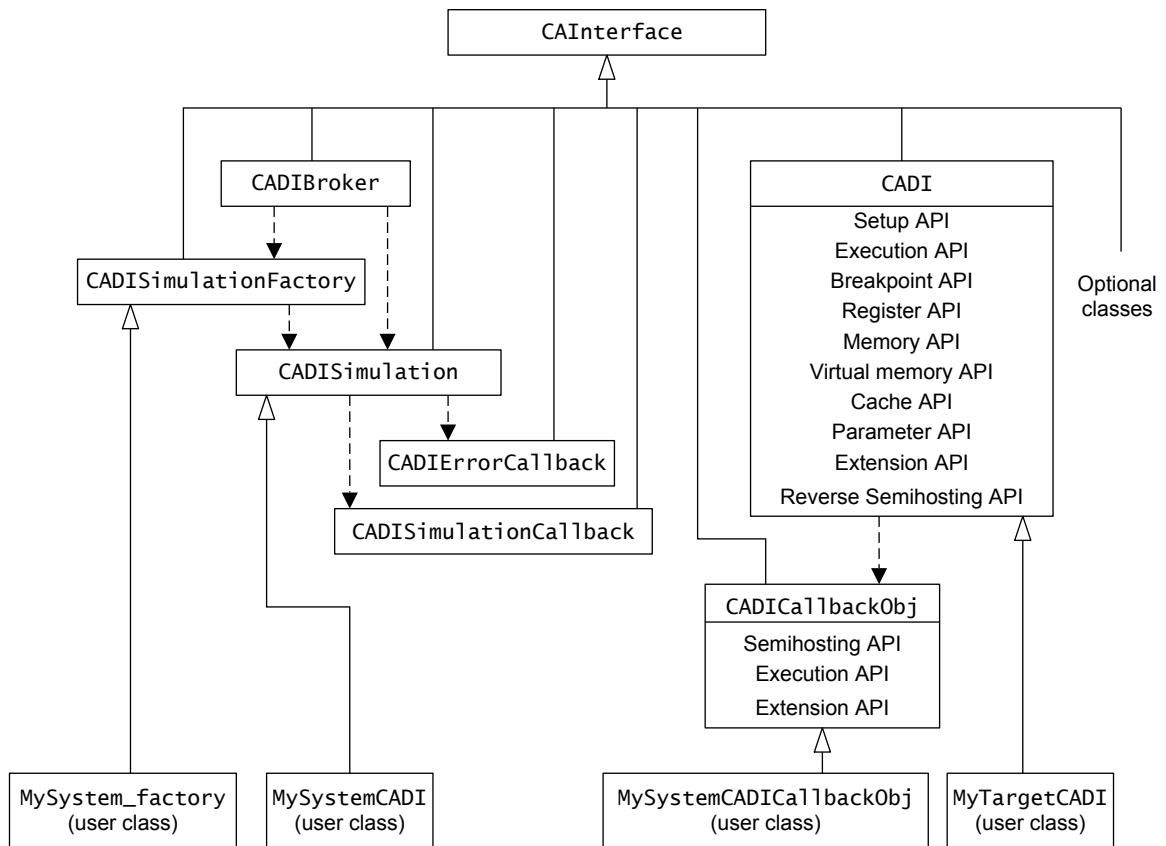 CAInterface
CADIBroker
CADI
Setup API
Execution API
Breakpoint API
Register API
Memory API
Virtual memory API
Cache API
Parameter API
Extension API
Reverse Semihosting API
CADISimulationFactory
Optional
classes
CADISimulation
CADIErrorCallback
CADISimulationCallback
CADICallbackObj
Semihosting API
Execution API
Extension API
MySystem_factory
(user class)
MySystemCADI
(user class)
MySystemCADICallbackObj
(user class)
MyTargetCADI
(user class)